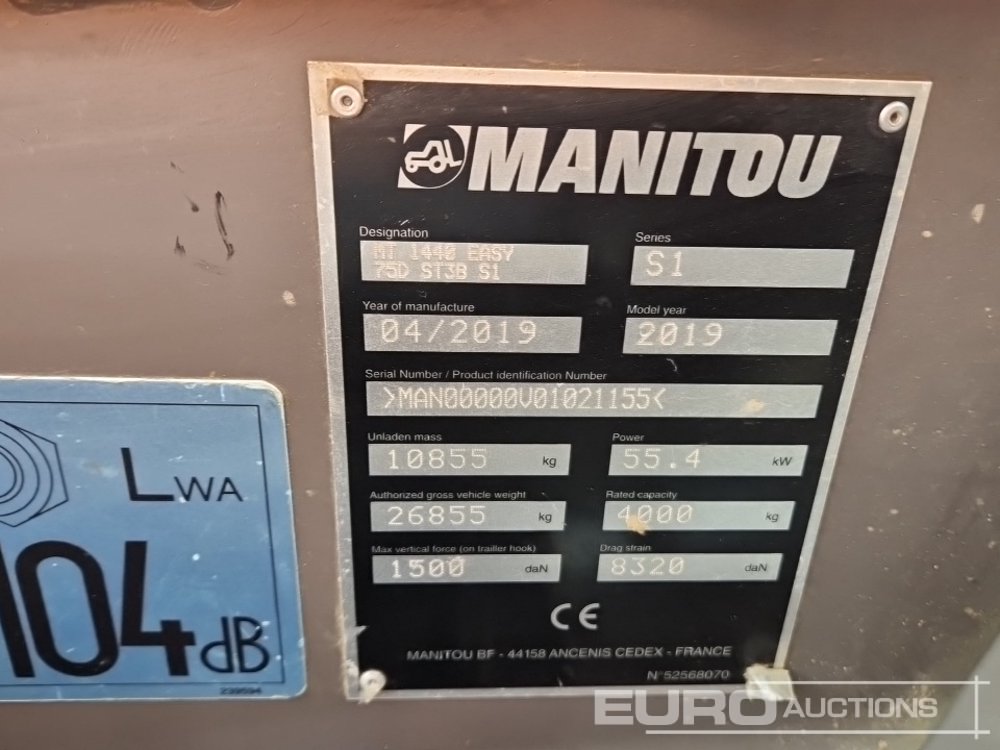 MANITOU
Designation
MT 1440 EASY
75D ST3B S1
Series
S1
Year of manufacture
04/2019
Model year
2019
Serial Number / Product identification Number
>MAN00000V01021155<
Unladen mass
10855 kg
Power
55.4 kW
Authorized gross vehicle weight
26855 kg
Rated capacity
4000 kg
Max vertical force (on trailler hook)
1500 daN
Drag strain
8320 daN
CE
MANITOU BF - 44158 ANCENIS CEDEX - FRANCE
N°52568070
LWA
104 dB
239594
EURO AUCTIONS